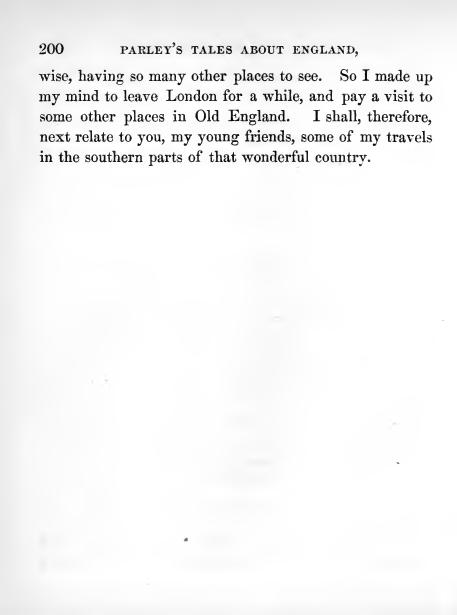 200 PARLEY'S TALES ABOUT ENGLAND,
wise, having so many other places to see. So I made up
my mind to leave London for a while, and pay a visit to
some other places in Old England. I shall, therefore,
next relate to you, my young friends, some of my travels
in the southern parts of that wonderful country.